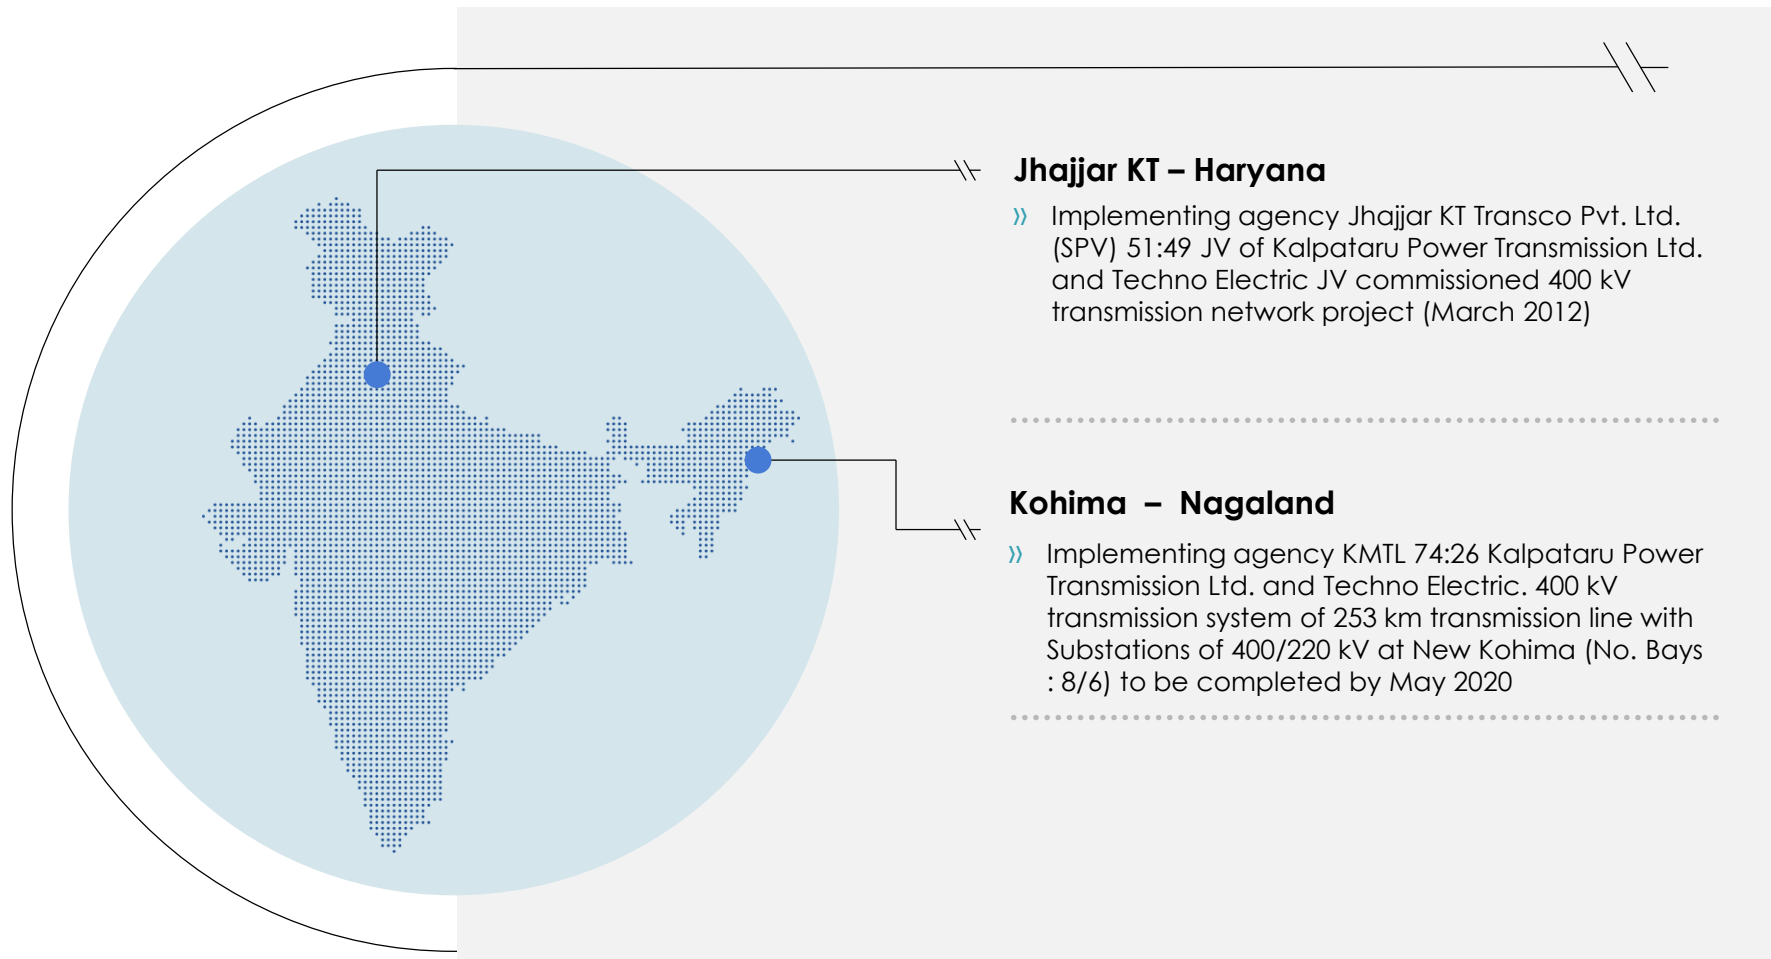 Jhajjar KT – Haryana
» Implementing agency Jhajjar KT Transco Pvt. Ltd.
(SPV) 51:49 JV of Kalpataru Power Transmission Ltd.
and Techno Electric JV commissioned 400 kV
transmission network project (March 2012)
Kohima – Nagaland
» Implementing agency KMTL 74:26 Kalpataru Power
Transmission Ltd. and Techno Electric. 400 kV
transmission system of 253 km transmission line with
Substations of 400/220 kV at New Kohima (No. Bays
: 8/6) to be completed by May 2020